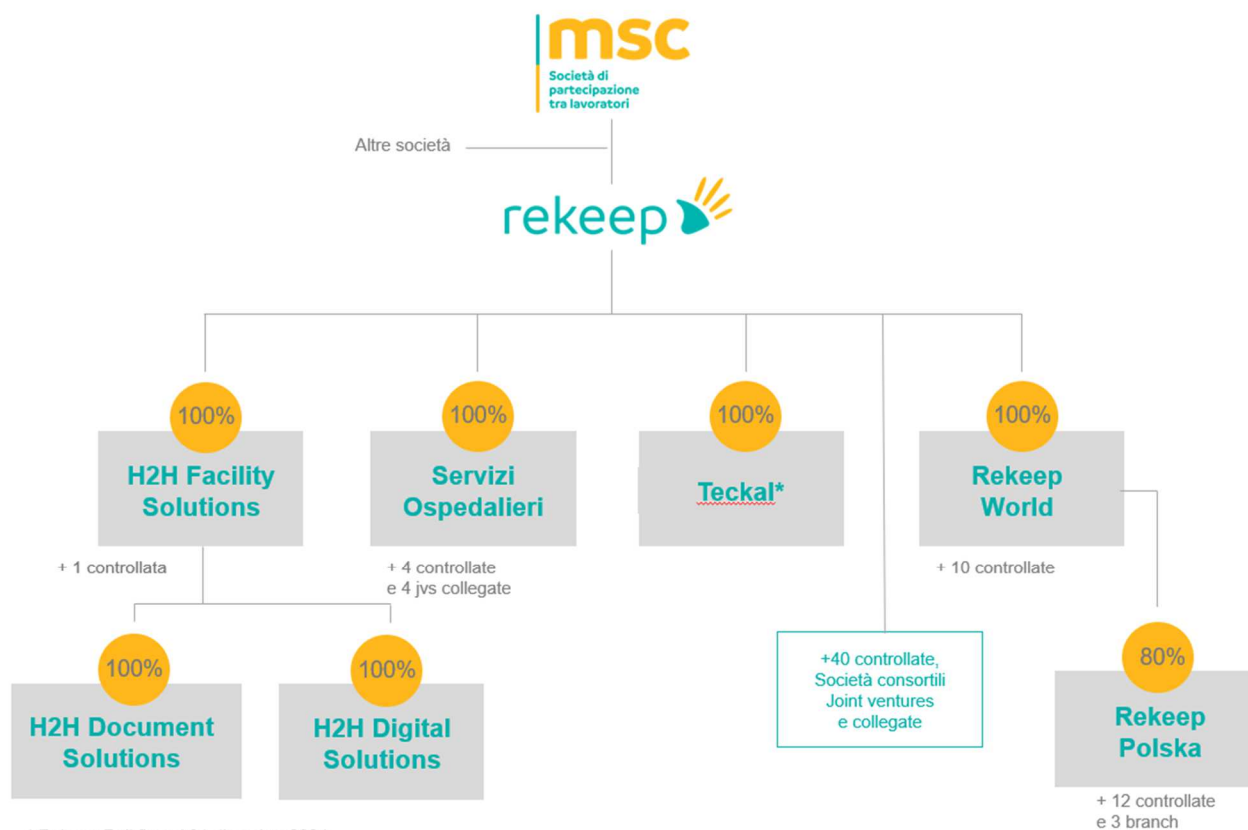 msc
Società di
partecipazione
tra lavoratori
Altre società
rekeep
100%
H2H Facility
Solutions
+ 1 controllata
100%
Servizi
Ospedalieri
+ 4 controllate
e 4 jvs collegate
100%
Teckal*
100%
Rekeep
World
+ 10 controllate
100%
H2H Document
Solutions
100%
H2H Digital
Solutions
+40 controllate,
Società consortili
Joint ventures
e collegate
80%
Rekeep
Polska
+ 12 controllate
e 3 branch